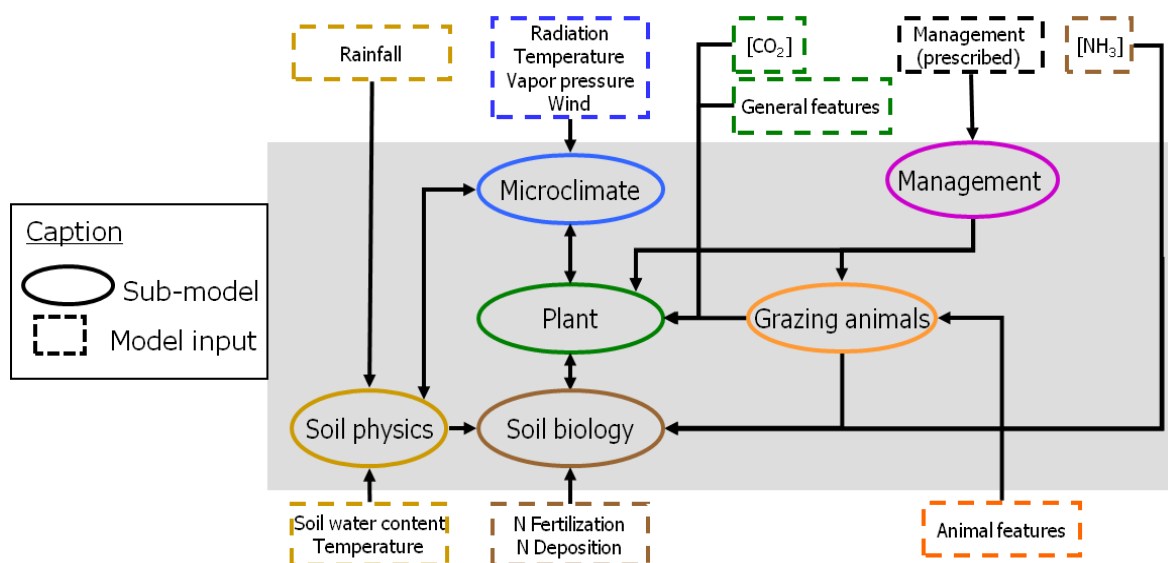 Rainfall
Radiation
Temperature
Vapor pressure
Wind
[CO₂]
General features
Management
(prescribed)
[NH₃]
Microclimate
Management
Caption
Sub-model
Model input
Plant
Grazing animals
Soil physics
Soil biology
Soil water content
Temperature
N Fertilization
N Deposition
Animal features